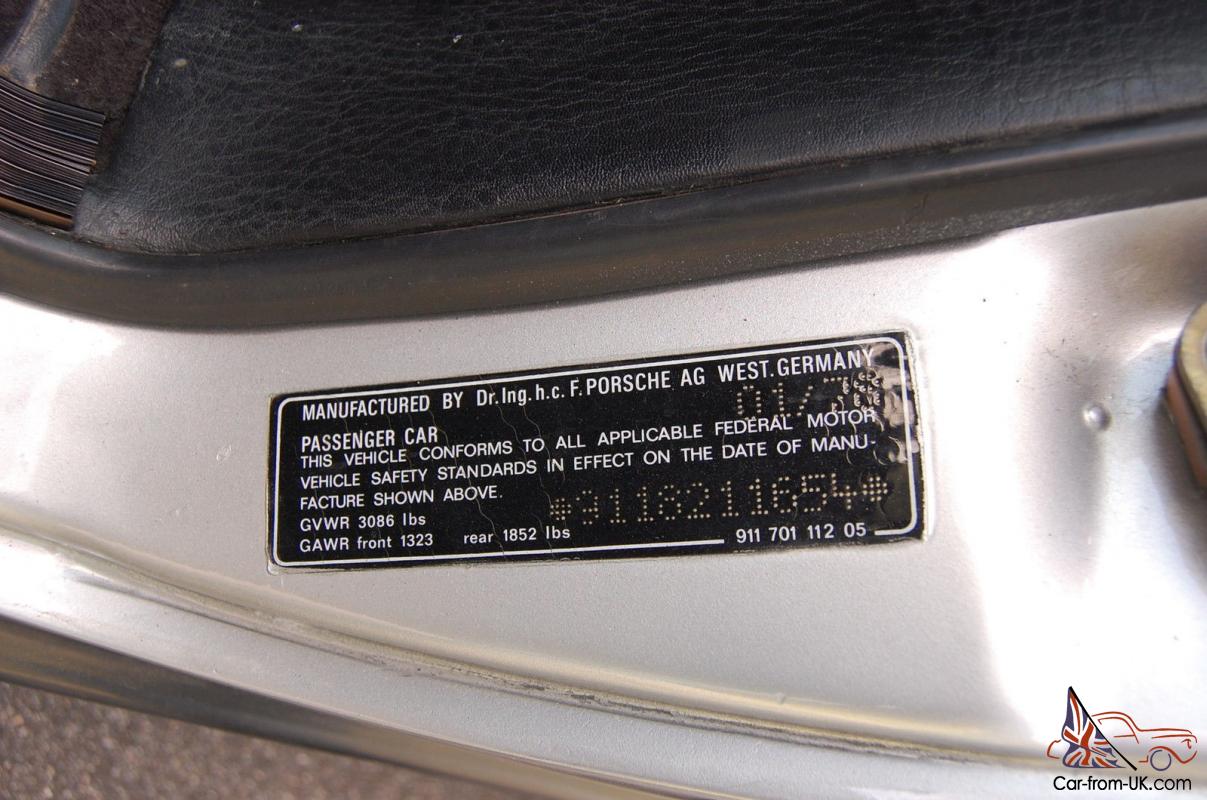 MANUFACTURED BY Dr.Ing.h.c.F.PORSCHE AG WEST.GERMANY
01/78
PASSENGER CAR
THIS VEHICLE CONFORMS TO ALL APPLICABLE FEDERAL MOTOR
VEHICLE SAFETY STANDARDS IN EFFECT ON THE DATE OF MANU-
FACTURE SHOWN ABOVE.
*9118211654*
GVWR 3086 lbs
GAWR front 1323 rear 1852 lbs
911 701 112 05
Car-from-UK.com